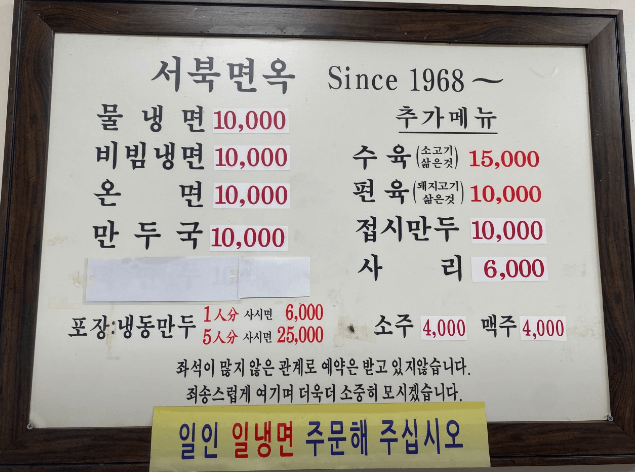 서북면옥 Since 1968~
물냉면 10,000
비빔냉면 10,000
온면 10,000
만두국 10,000
추가메뉴
수육(소고기 삶은것) 15,000
편육(돼지고기 삶은것) 10,000
접시만두 10,000
사리 6,000
포장:냉동만두 1人分 사시면 6,000
5人分 사시면 25,000
소주 4,000 맥주 4,000
좌석이 많지 않은 관계로 예약은 받고 있지않습니다.
죄송스럽게 여기며 더욱더 소중히 모시겠습니다.
일인 일냉면 주문해 주십시오